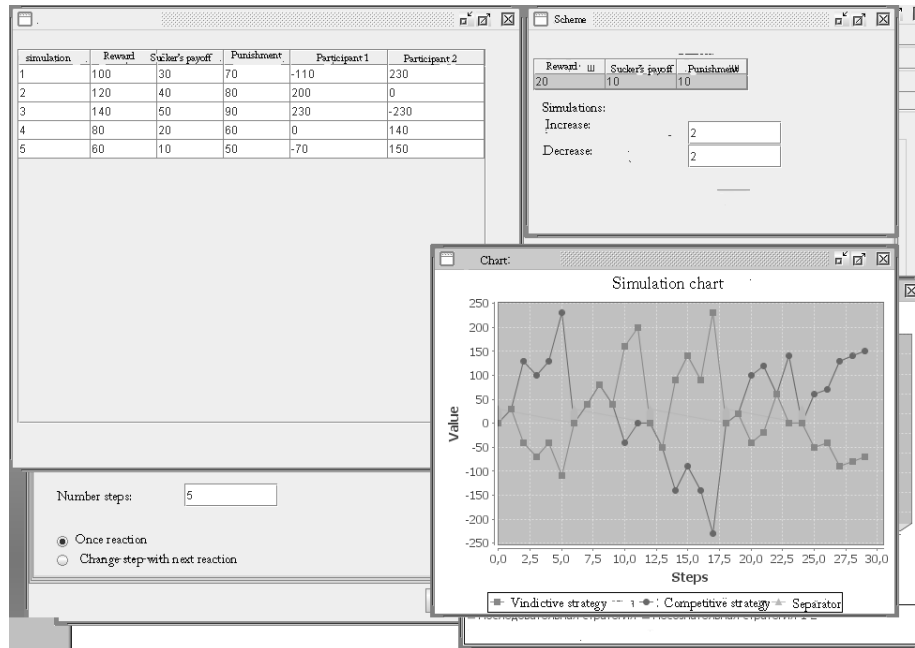 .
simulation . Reward . Sucker's payoff . Punishment . Participant 1 Participant 2
1 100 30 70 -110 230
2 120 40 80 200 0
3 140 50 90 230 -230
4 80 20 60 0 140
5 60 10 50 -70 150
Scheme
Reward Sucker's payoff Punishment
20 10 10
Simulations:
Increase: 2
Decrease: 2
Number steps: 5
Once reaction
Change step with next reaction
Chart:
Simulation chart
Value
250
200
150
100
50
0
-50
-100
-150
-200
-250
0,0 2,5 5,0 7,5 10,0 12,5 15,0 17,5 20,0 22,5 25,0 27,5 30,0
Steps
Vindictive strategy Competitive strategy Separator